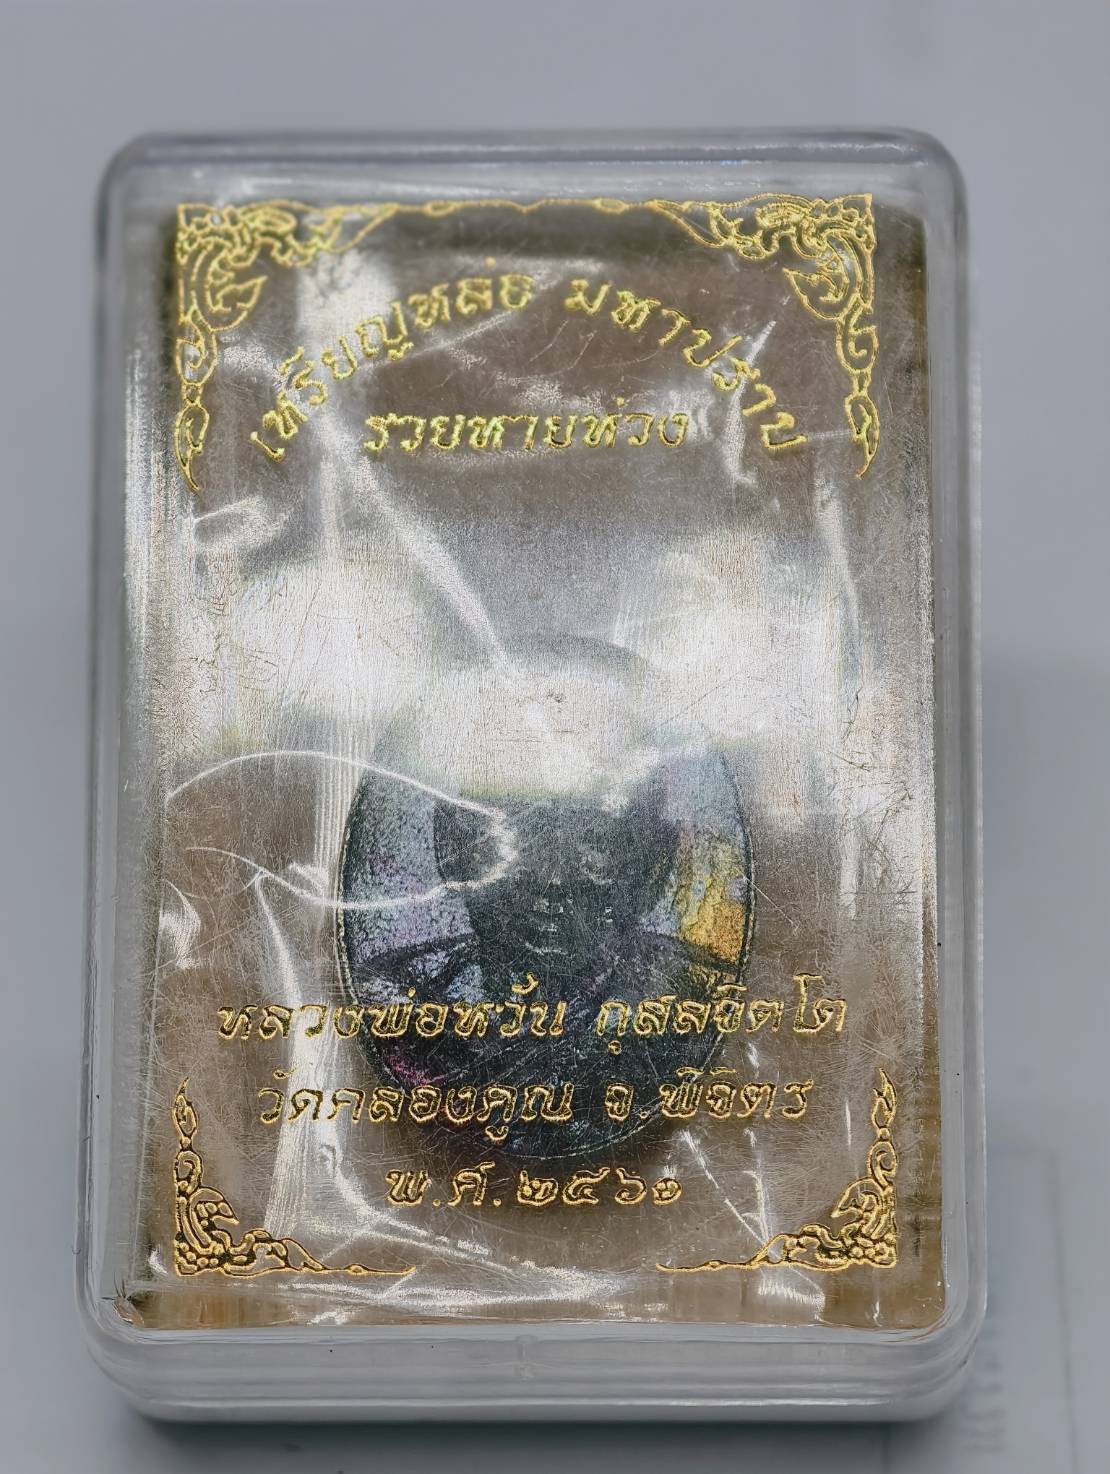 เหรียญหล่อ มหาปราบ
รวยหายห่วง
หลวงพ่อหวั่น กุสลจิตโต
วัดคลองคูณ จ.พิจิตร
พ.ศ.๒๕๖๑